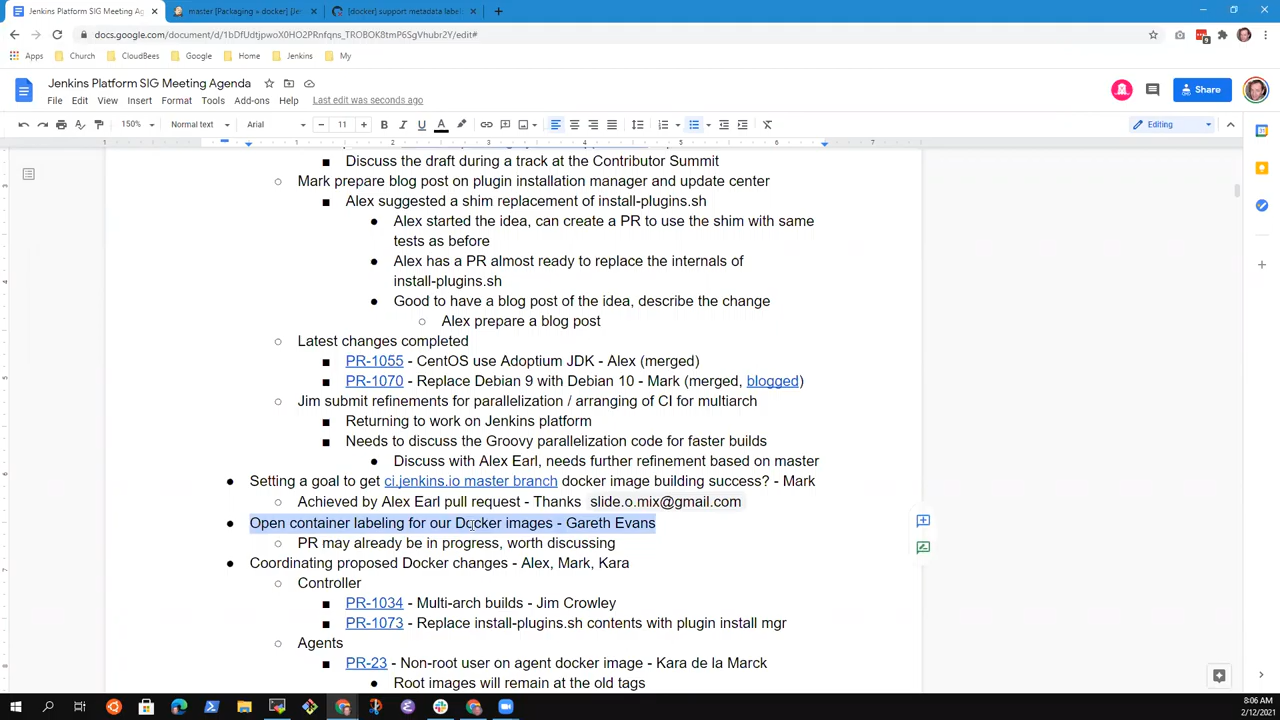 Jenkins Platform SIG Meeting Ag
master [Packaging » docker] [Je
[docker] support metadata label
docs.google.com/document/d/1bDfUdtjpwoX0HO2PRnfqns_TROBOK8tmP6SgVhubr2Y/edit#
9
Apps Church CloudBees Google Home Jenkins My
Jenkins Platform SIG Meeting Agenda
File Edit View Insert Format Tools Add-ons Help Last edit was seconds ago
Share
150% Normal text Arial 11 Editing
1 1 2 3 4 5 6 7
■ Discuss the draft during a track at the Contributor Summit
○ Mark prepare blog post on plugin installation manager and update center
■ Alex suggested a shim replacement of install-plugins.sh
● Alex started the idea, can create a PR to use the shim with same
tests as before
● Alex has a PR almost ready to replace the internals of
install-plugins.sh
● Good to have a blog post of the idea, describe the change
○ Alex prepare a blog post
○ Latest changes completed
■ PR-1055 - CentOS use Adoptium JDK - Alex (merged)
■ PR-1070 - Replace Debian 9 with Debian 10 - Mark (merged, blogged)
○ Jim submit refinements for parallelization / arranging of CI for multiarch
■ Returning to work on Jenkins platform
■ Needs to discuss the Groovy parallelization code for faster builds
● Discuss with Alex Earl, needs further refinement based on master
● Setting a goal to get ci.jenkins.io master branch docker image building success? - Mark
○ Achieved by Alex Earl pull request - Thanks slide.o.mix@gmail.com
● Open container labeling for our Docker images - Gareth Evans
○ PR may already be in progress, worth discussing
● Coordinating proposed Docker changes - Alex, Mark, Kara
○ Controller
■ PR-1034 - Multi-arch builds - Jim Crowley
■ PR-1073 - Replace install-plugins.sh contents with plugin install mgr
○ Agents
■ PR-23 - Non-root user on agent docker image - Kara de la Marck
● Root images will remain at the old tags
8:06 AM
2/12/2021